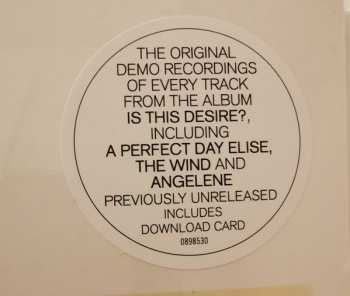 THE ORIGINAL
DEMO RECORDINGS
OF EVERY TRACK
FROM THE ALBUM
IS THIS DESIRE?,
INCLUDING
A PERFECT DAY ELISE,
THE WIND AND
ANGELENE
PREVIOUSLY UNRELEASED
INCLUDES
DOWNLOAD CARD
0898530